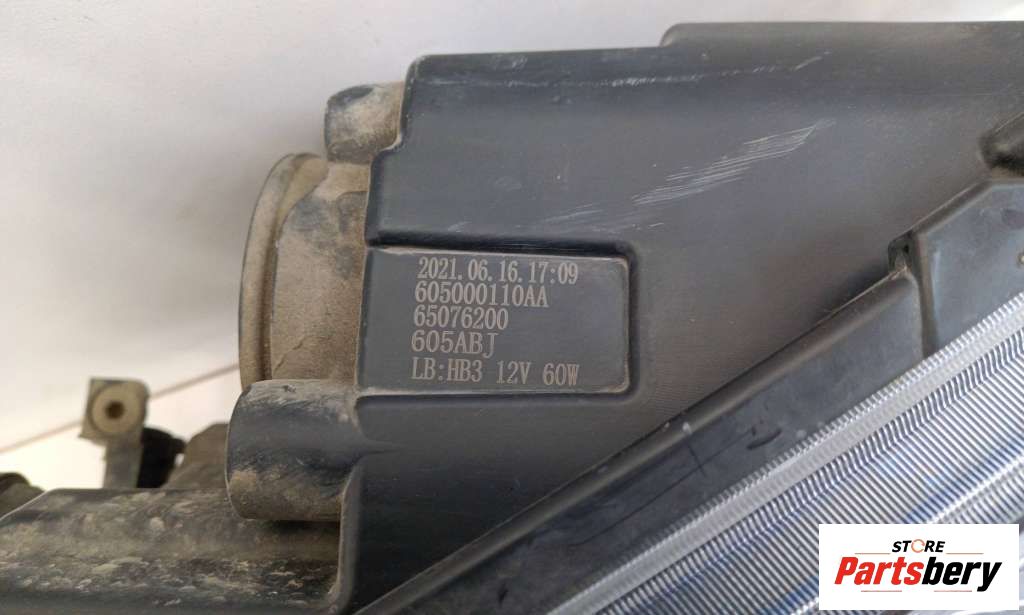 2021.06.16.17:09
605000110AA
65076200
605ABJ
LB:HB3 12V 60W
STORE
Partsbery